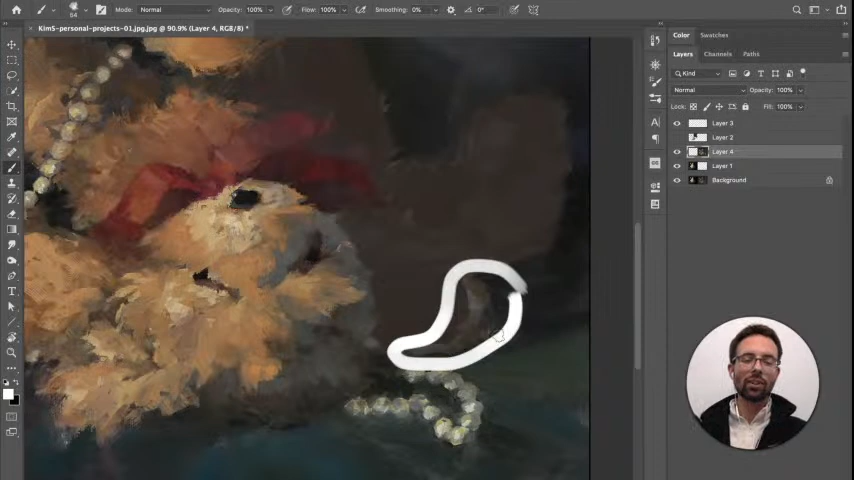 Mode: Normal Opacity: 100% Flow: 100% Smoothing: 0% 0°
64
Kim5-personal-projects-01.jpg.jpg @ 90.9% (Layer 4, RGB/8) *
Color Swatches
Layers Channels Paths
Kind
Normal Opacity: 100%
Lock: Fill: 100%
Layer 3
Layer 2
Layer 4
Layer 1
Background